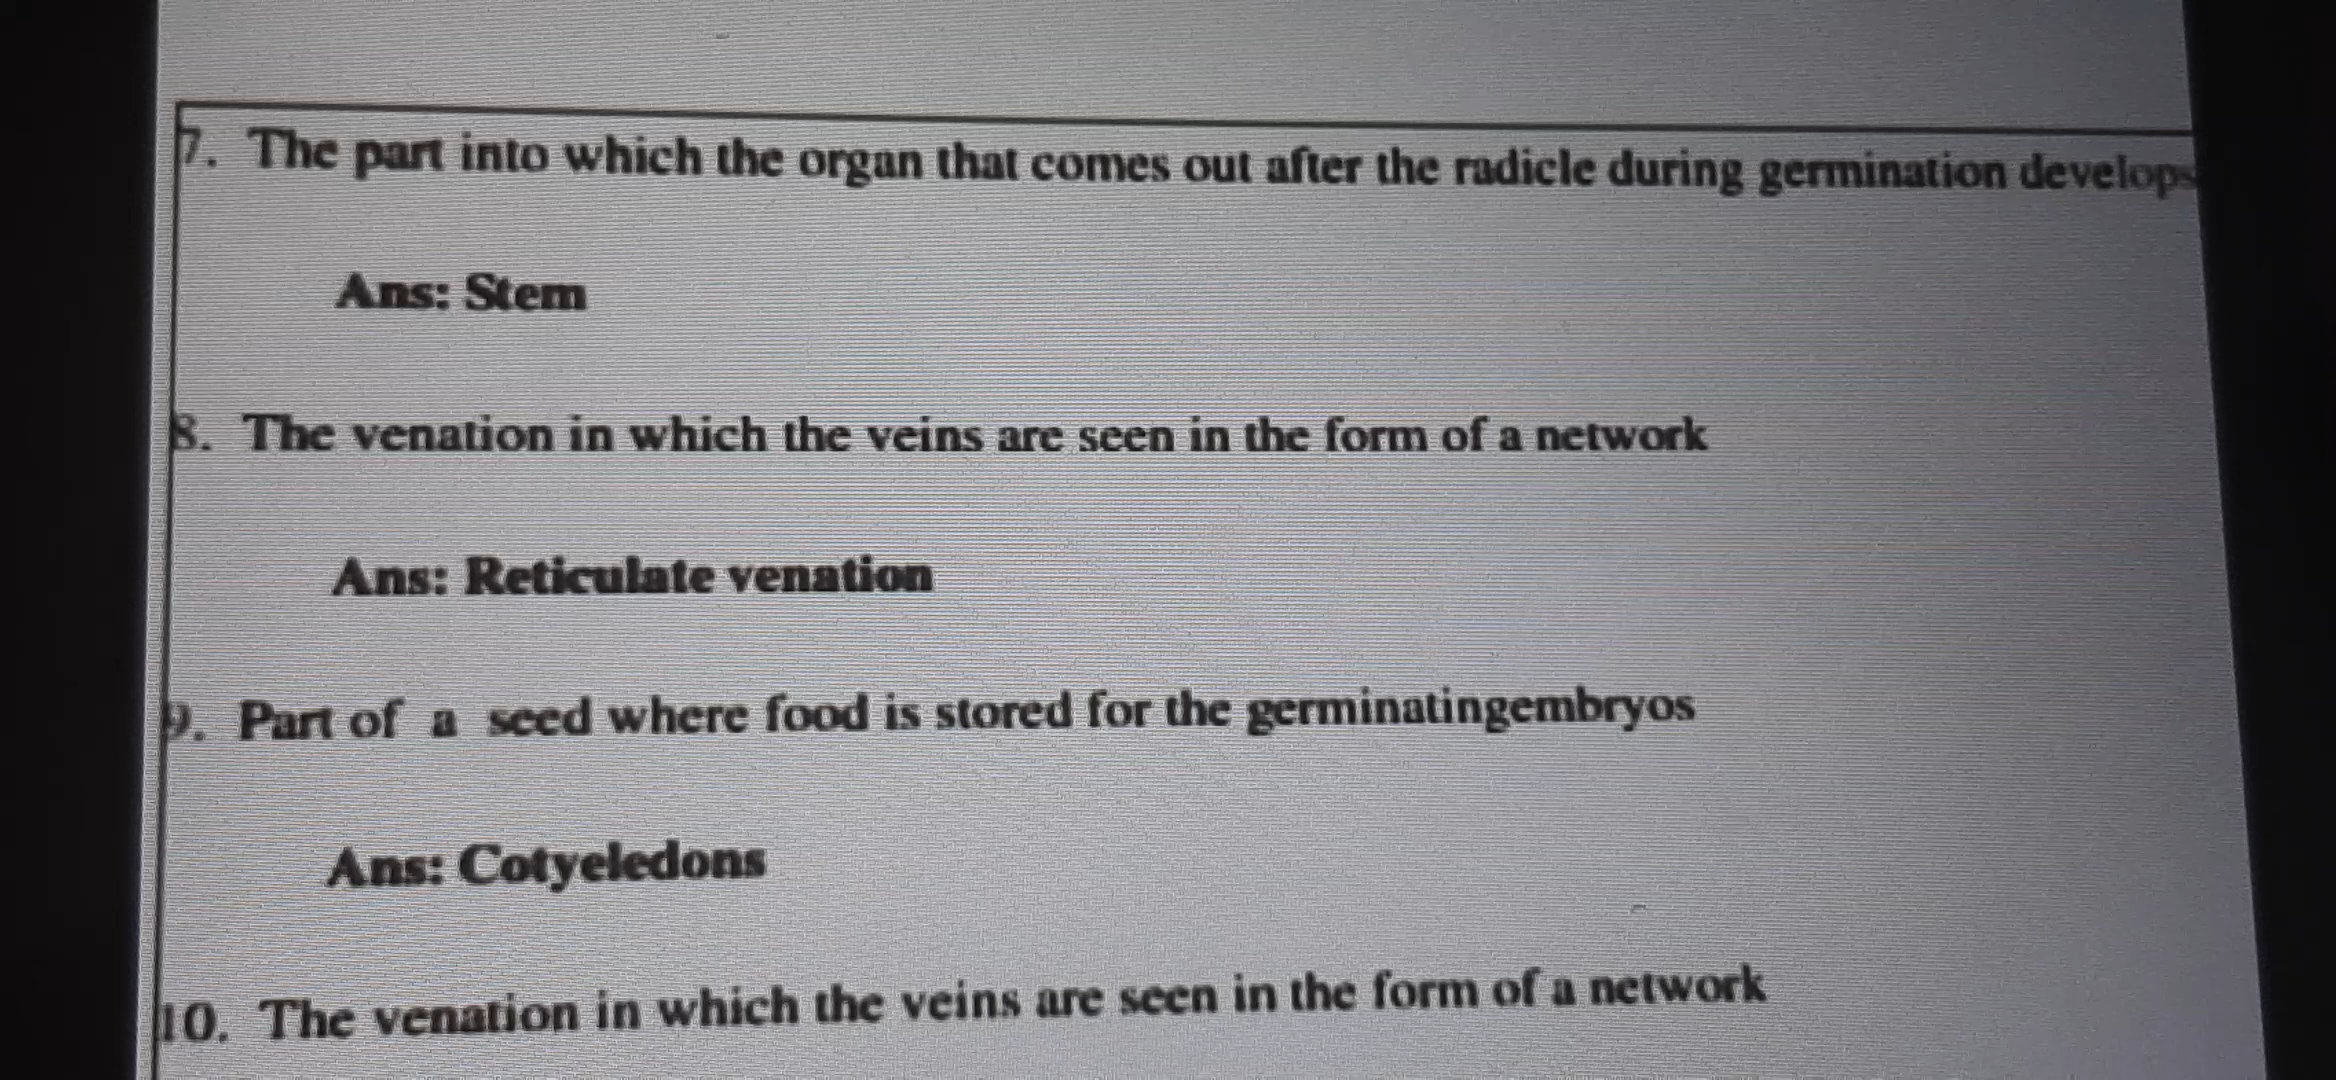 7. The part into which the organ that comes out after the radicle during germination develops
Ans: Stem
8. The venation in which the veins are seen in the form of a network
Ans: Reticulate venation
9. Part of a seed where food is stored for the germinatingembryos
Ans: Cotyeledons
10. The venation in which the veins are seen in the form of a network